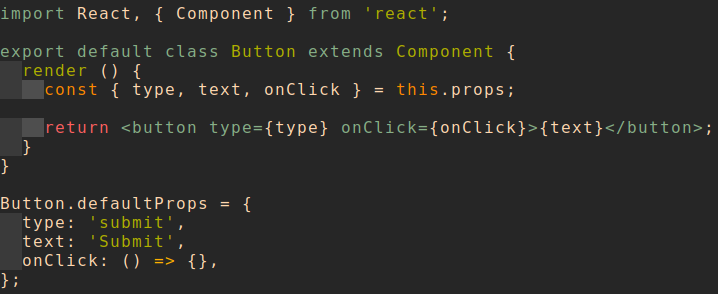 import React, { Component } from 'react';

export default class Button extends Component {
  render () {
    const { type, text, onClick } = this.props;

    return <button type={type} onClick={onClick}>{text}</button>;
  }
}

Button.defaultProps = {
  type: 'submit',
  text: 'Submit',
  onClick: () => {},
};